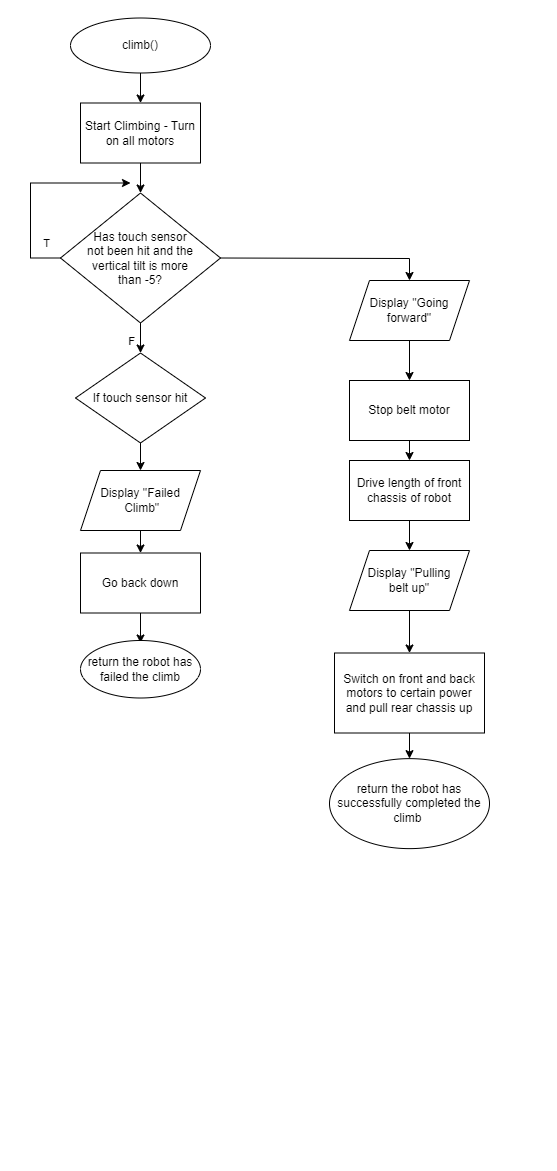 climb()
Start Climbing - Turn
on all motors
T
Has touch sensor
not been hit and the
vertical tilt is more
than -5?
F
If touch sensor hit
Display "Failed
Climb"
Go back down
return the robot has
failed the climb
Display "Going
forward"
Stop belt motor
Drive length of front
chassis of robot
Display "Pulling
belt up"
Switch on front and back
motors to certain power
and pull rear chassis up
return the robot has
successfully completed the
climb